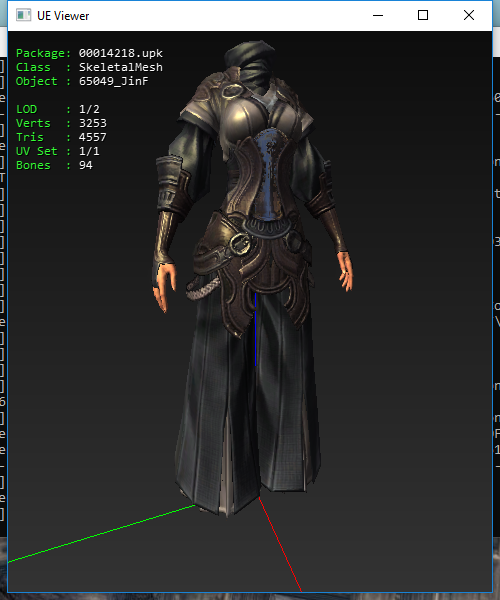 UE Viewer
Package: 00014218.upk
Class : SkeletalMesh
Object : 65049_JinF
LOD : 1/2
Verts : 3253
Tris : 4557
UV Set : 1/1
Bones : 94